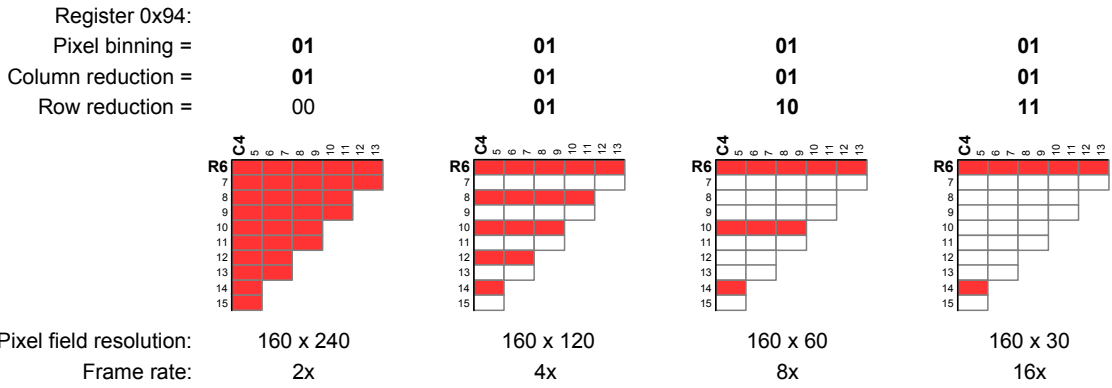 Register 0x94:
Pixel binning = 01 01 01 01
Column reduction = 01 01 01 01
Row reduction = 00 01 10 11
C4 5 6 7 8 9 10 11 12 13 C4 5 6 7 8 9 10 11 12 13 C4 5 6 7 8 9 10 11 12 13 C4 5 6 7 8 9 10 11 12 13
R6 R6 R6 R6
7 7 7 7
8 8 8 8
9 9 9 9
10 10 10 10
11 11 11 11
12 12 12 12
13 13 13 13
14 14 14 14
15 15 15 15
Pixel field resolution: 160 x 240 160 x 120 160 x 60 160 x 30
Frame rate: 2x 4x 8x 16x